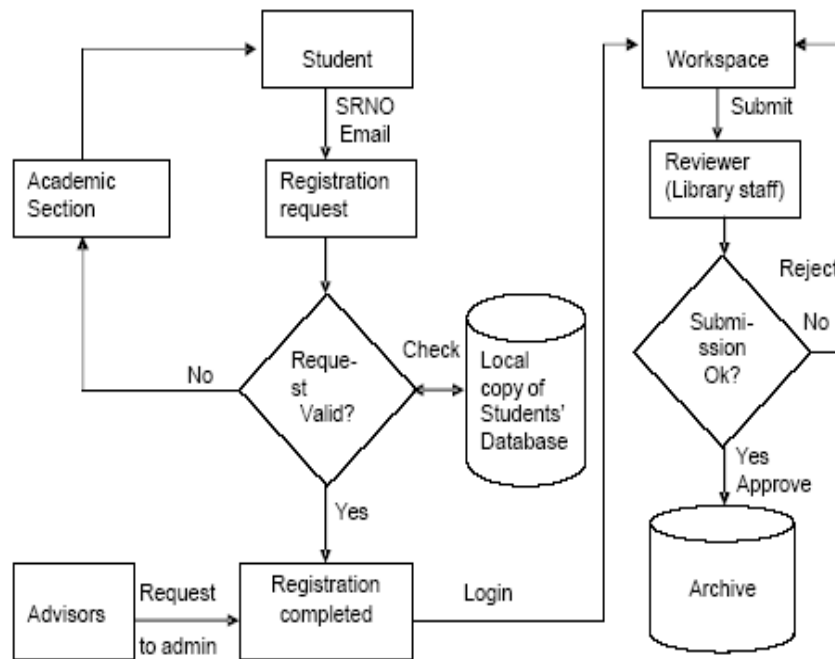 Student
SRNO
Email
Registration
request
Academic
Section
Reque-
st
Valid?
No
Check
Local
copy of
Students'
Database
Yes
Advisors
Request
to admin
Registration
completed
Login
Workspace
Submit
Reviewer
(Library staff)
Submi-
ssion
Ok?
Reject
No
Yes
Approve
Archive